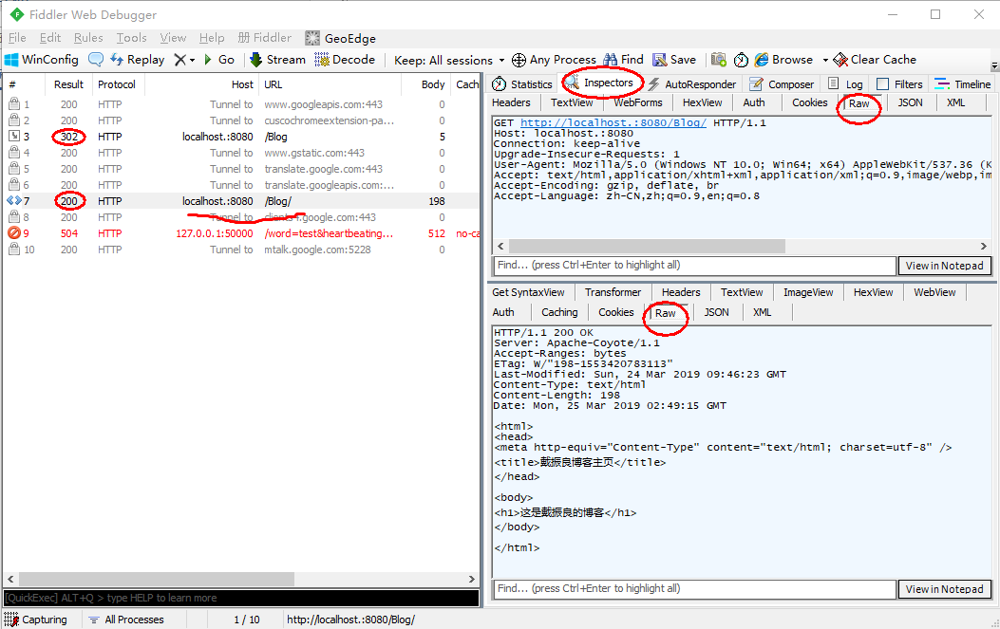 Fiddler Web Debugger
File Edit Rules Tools View Help 册 Fiddler GeoEdge
WinConfig Replay Go Stream Decode Keep: All sessions Any Process Find Save Browse Clear Cache
# Result Protocol Host URL Body Cachi
1 200 HTTP Tunnel to www.googleapis.com:443 0
2 200 HTTP Tunnel to cuscochromeextension-pa... 0
3 302 HTTP localhost.:8080 /Blog 5
4 200 HTTP Tunnel to www.gstatic.com:443 0
5 200 HTTP Tunnel to translate.google.com:443 0
6 200 HTTP Tunnel to translate.googleapis.com:... 0
7 200 HTTP localhost.:8080 /Blog/ 198
8 200 HTTP Tunnel to .google.com:443 0
9 504 HTTP 127.0.0.1:50000 /word=test&heartbeating... 512 no-ca
10 200 HTTP Tunnel to mtalk.google.com:5228 0
[QuickExec] ALT+Q > type HELP to learn more
Statistics Inspectors AutoResponder Composer Log Filters Timeline
Headers TextView WebForms HexView Auth Cookies Raw JSON XML
GET http://localhost.:8080/Blog/ HTTP/1.1
Host: localhost.:8080
Connection: keep-alive
Upgrade-Insecure-Requests: 1
User-Agent: Mozilla/5.0 (Windows NT 10.0; Win64; x64) AppleWebKit/537.36 (K
Accept: text/html,application/xhtml+xml,application/xml;q=0.9,image/webp,im
Accept-Encoding: gzip, deflate, br
Accept-Language: zh-CN,zh;q=0.9,en;q=0.8
Find... (press Ctrl+Enter to highlight all) View in Notepad
Get SyntaxView Transformer Headers TextView ImageView HexView WebView
Auth Caching Cookies Raw JSON XML
HTTP/1.1 200 OK
Server: Apache-Coyote/1.1
Accept-Ranges: bytes
ETag: W/"198-1553420783113"
Last-Modified: Sun, 24 Mar 2019 09:46:23 GMT
Content-Type: text/html
Content-Length: 198
Date: Mon, 25 Mar 2019 02:49:15 GMT
<html>
<head>
<meta http-equiv="Content-Type" content="text/html; charset=utf-8" />
<title>戴振良博客主页</title>
</head>
<body>
<h1>这是戴振良的博客</h1>
</body>
</html>
Find... (press Ctrl+Enter to highlight all) View in Notepad
Capturing All Processes 1 / 10 http://localhost.:8080/Blog/